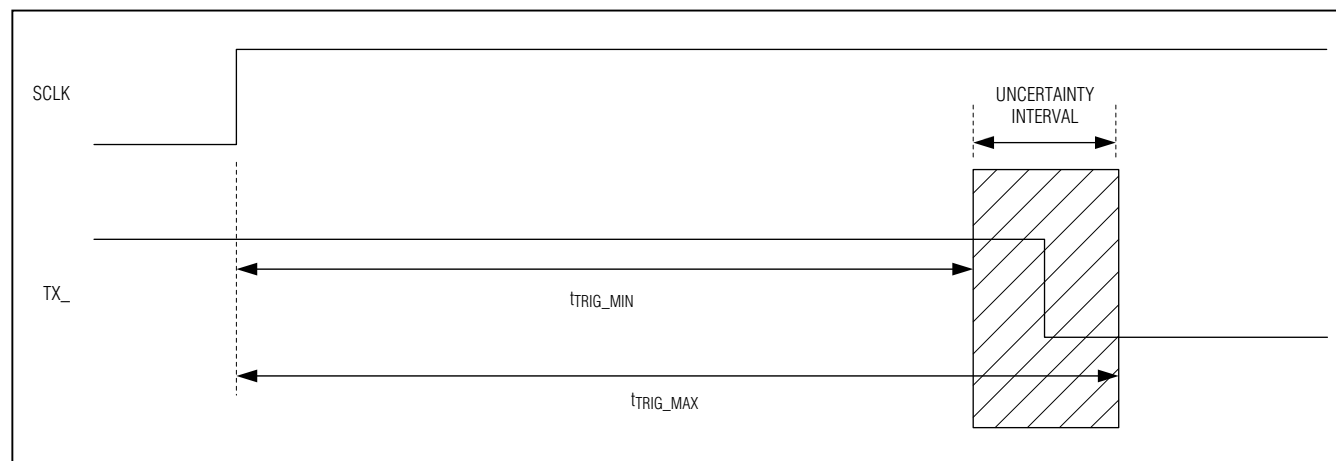 SCLK
UNCERTAINTY
INTERVAL
TX_
tTRIG_MIN
tTRIG_MAX